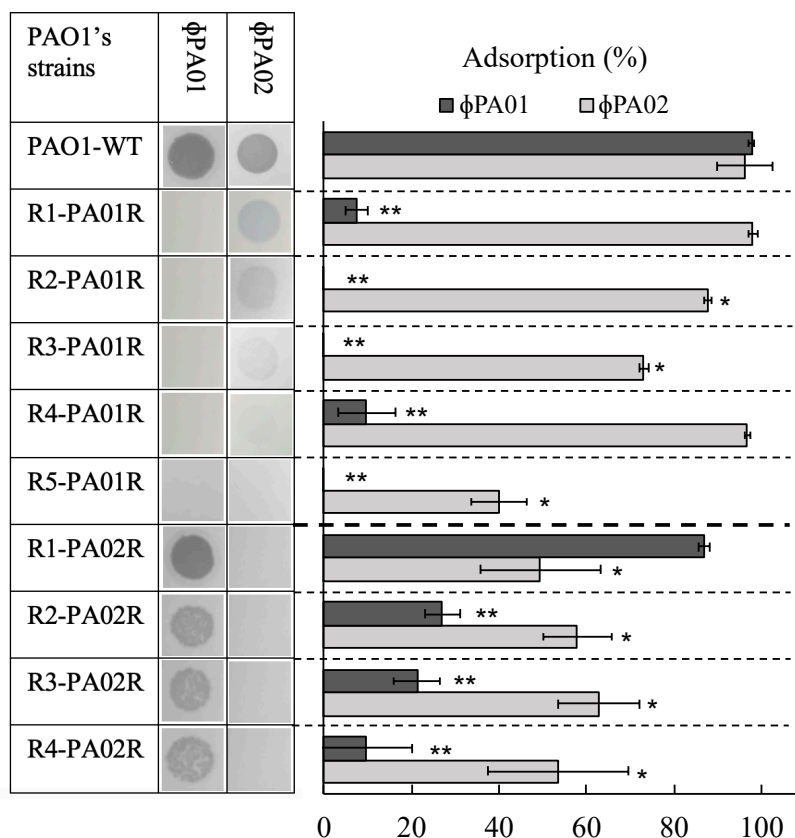 PAO1's
strains
ϕPA01
ϕPA02
Adsorption (%)
ϕPA01 ϕPA02
PAO1-WT
R1-PA01R
**
R2-PA01R
**
*
R3-PA01R
**
*
R4-PA01R
**
R5-PA01R
**
*
R1-PA02R
*
R2-PA02R
**
*
R3-PA02R
**
*
R4-PA02R
**
*
0 20 40 60 80 100